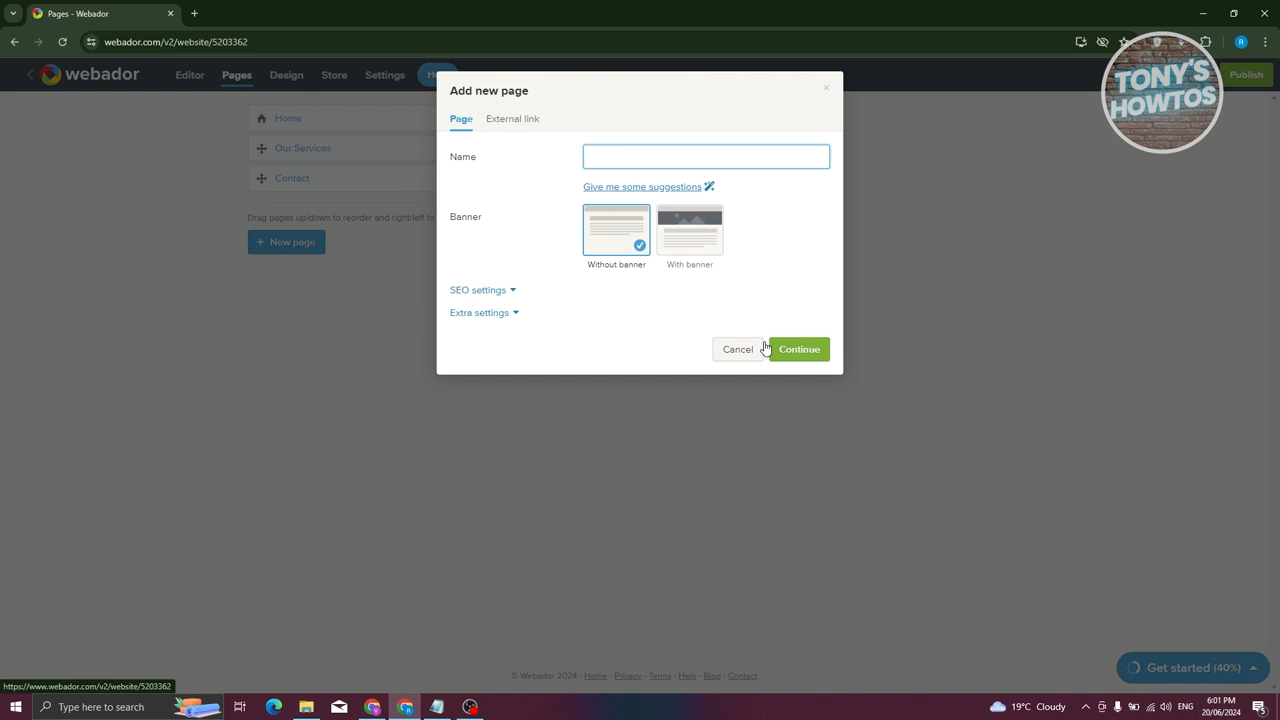 Pages - Webador
webador.com/v2/website/5203362
webador
Editor
Pages
Design
Store
Settings
Publish
TONY'S
HOWTOS
Add new page
Page
External link
Home
Our Services
Contact
Name
Give me some suggestions
Banner
Drag pages up/down to reorder and right/left to
+ New page
Without banner
With banner
SEO settings
Extra settings
Cancel
Continue
Get started (40%)
© Webador 2024 - Home - Privacy - Terms - Help - Blog - Contact
https://www.webador.com/v2/website/5203362
Type here to search
19°C Cloudy
6:01 PM
20/06/2024